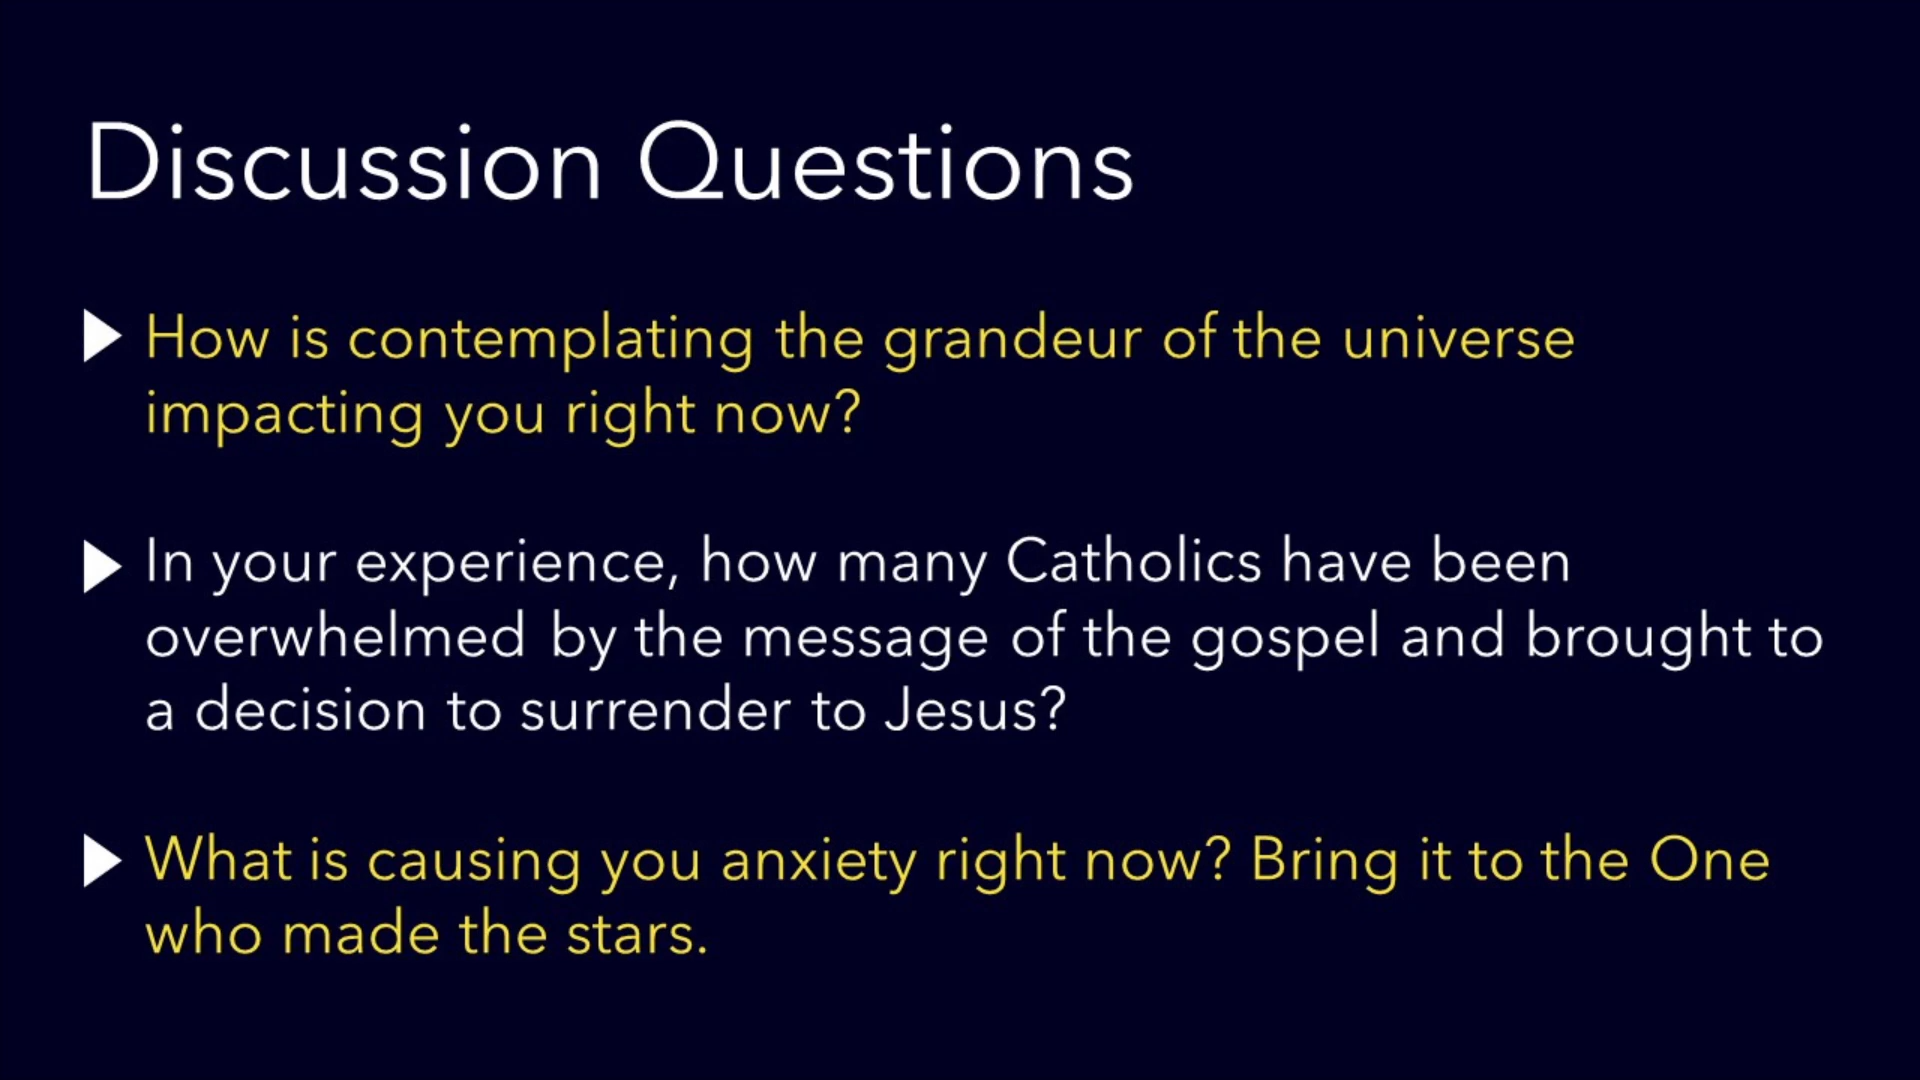 Discussion Questions
How is contemplating the grandeur of the universe
impacting you right now?
In your experience, how many Catholics have been
overwhelmed by the message of the gospel and brought to
a decision to surrender to Jesus?
What is causing you anxiety right now? Bring it to the One
who made the stars.